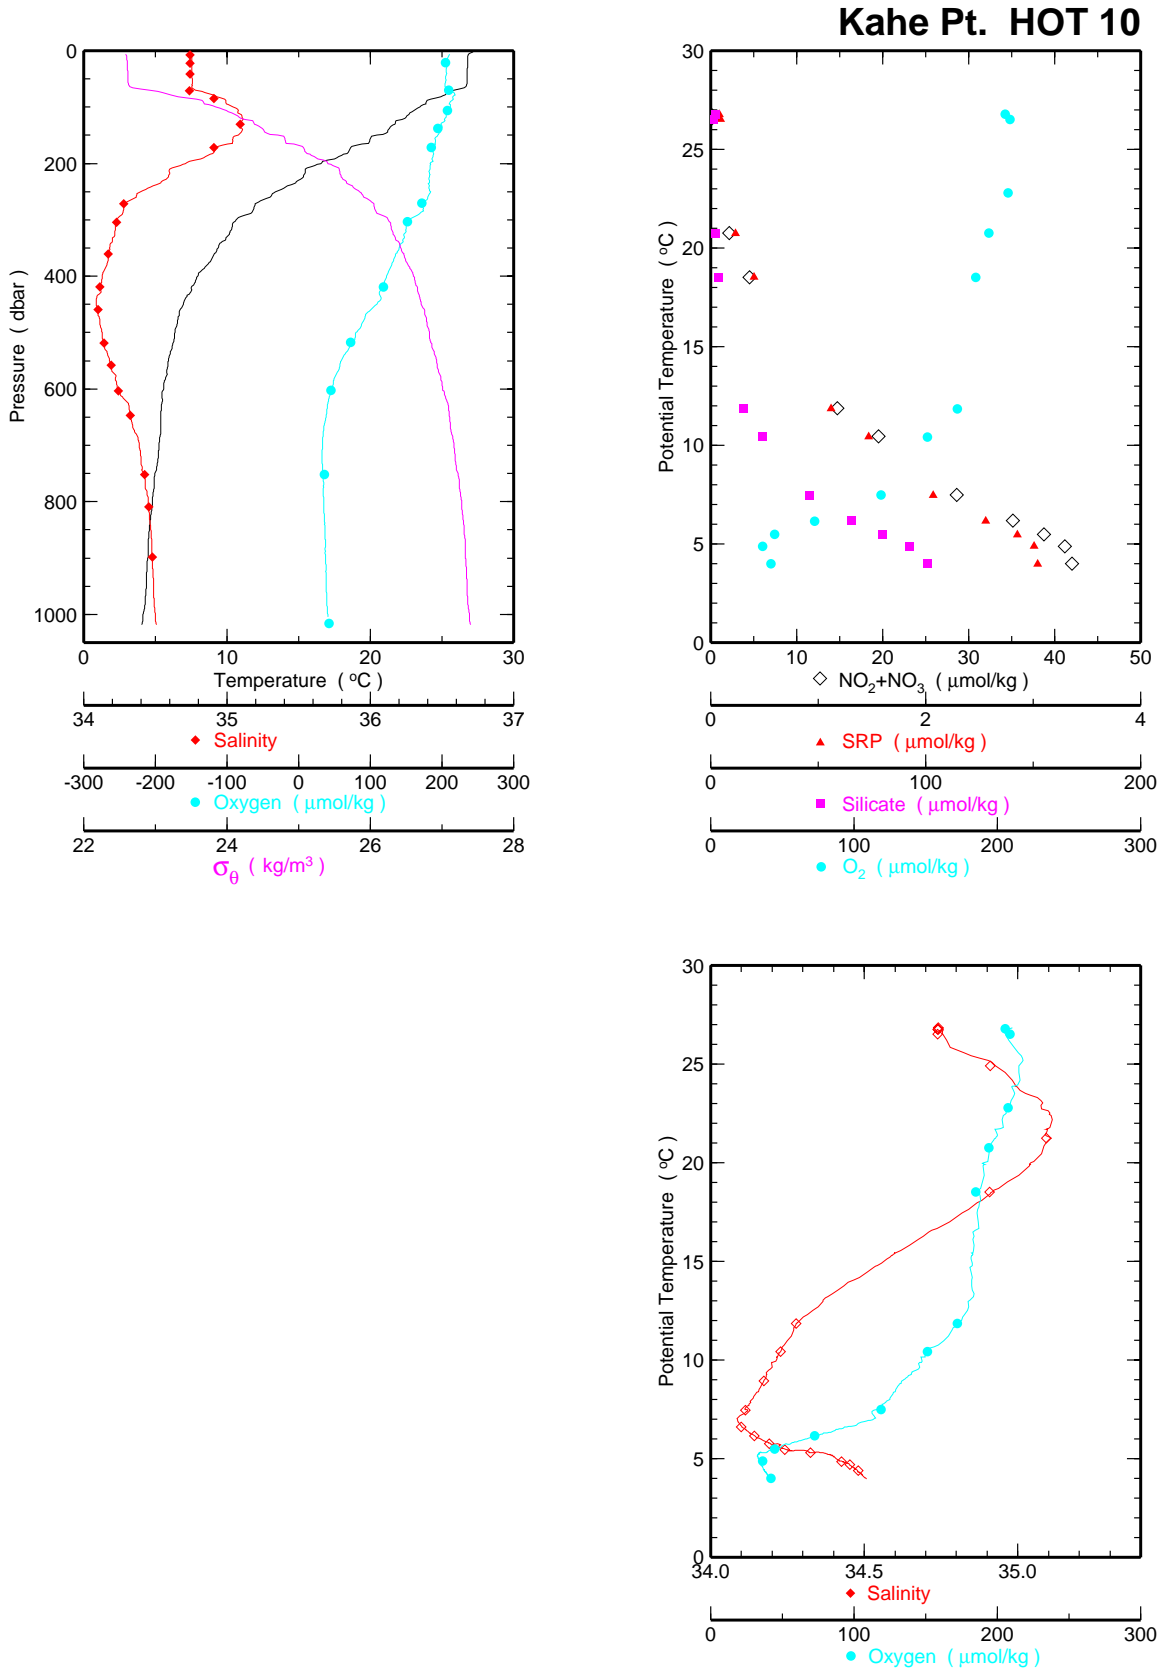 Kahe Pt. HOT 10
0
200
400
600
800
1000
Pressure ( dbar )
0 10 20 30
Temperature ( °C )
34 35 36 37
Salinity
-300 -200 -100 0 100 200 300
Oxygen ( μmol/kg )
22 24 26 28
σθ ( kg/m³ )
30
25
20
15
10
5
0
Potential Temperature ( °C )
0 10 20 30 40 50
NO₂+NO₃ ( μmol/kg )
0 2 4
SRP ( μmol/kg )
0 100 200
Silicate ( μmol/kg )
0 100 200 300
O₂ ( μmol/kg )
30
25
20
15
10
5
0
Potential Temperature ( °C )
34.0 34.5 35.0
Salinity
0 100 200 300
Oxygen ( μmol/kg )